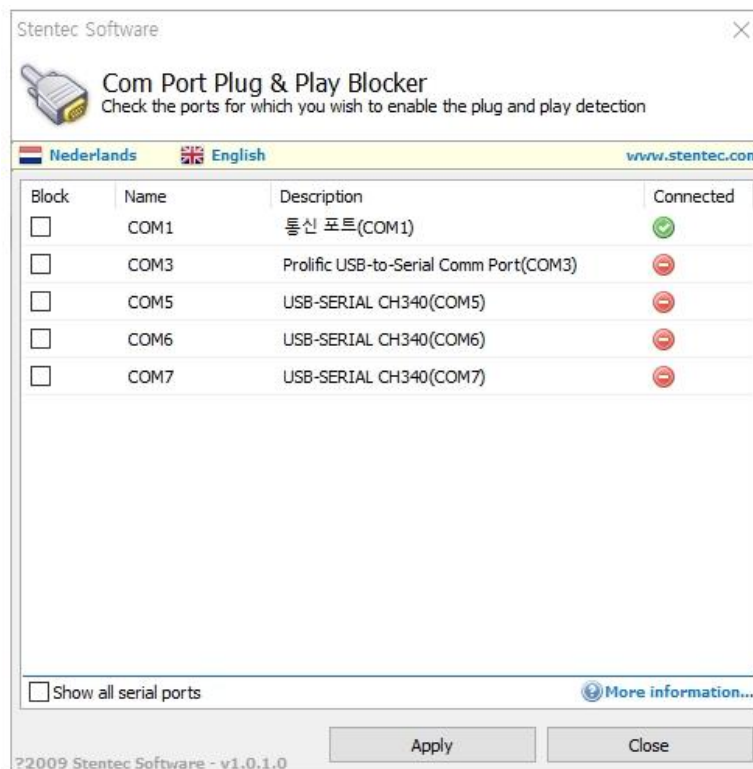 Stentec Software
Com Port Plug & Play Blocker
Check the ports for which you wish to enable the plug and play detection
Nederlands English www.stentec.com
Block Name Description Connected
COM1 통신 포트(COM1)
COM3 Prolific USB-to-Serial Comm Port(COM3)
COM5 USB-SERIAL CH340(COM5)
COM6 USB-SERIAL CH340(COM6)
COM7 USB-SERIAL CH340(COM7)
Show all serial ports More information...
Apply Close
?2009 Stentec Software - v1.0.1.0